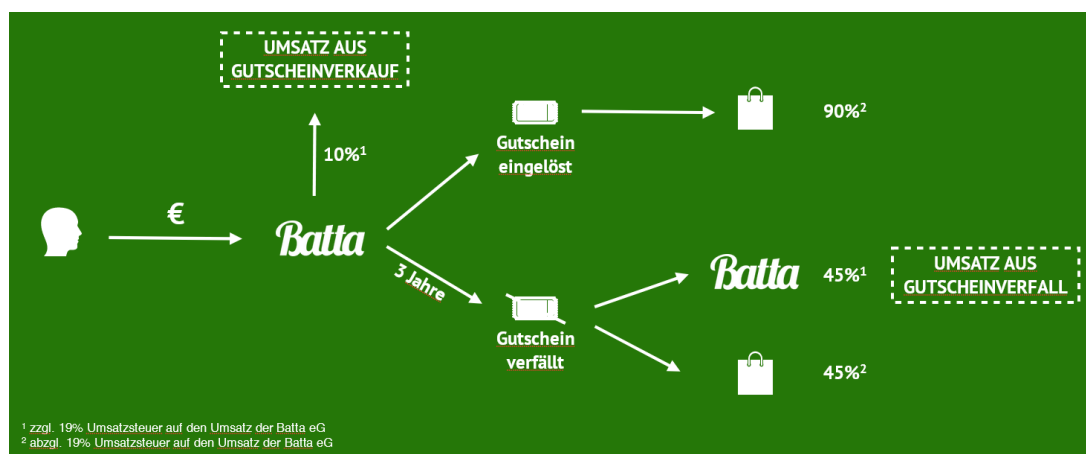 UMSATZ AUS
GUTSCHEINVERKAUF
10%¹
€
Batta
3 Jahre
Gutschein
eingelöst
90%²
Gutschein
verfällt
Batta
45%¹
UMSATZ AUS
GUTSCHEINVERFALL
45%²
¹ zzgl. 19% Umsatzsteuer auf den Umsatz der Batta eG
² abzgl. 19% Umsatzsteuer auf den Umsatz der Batta eG